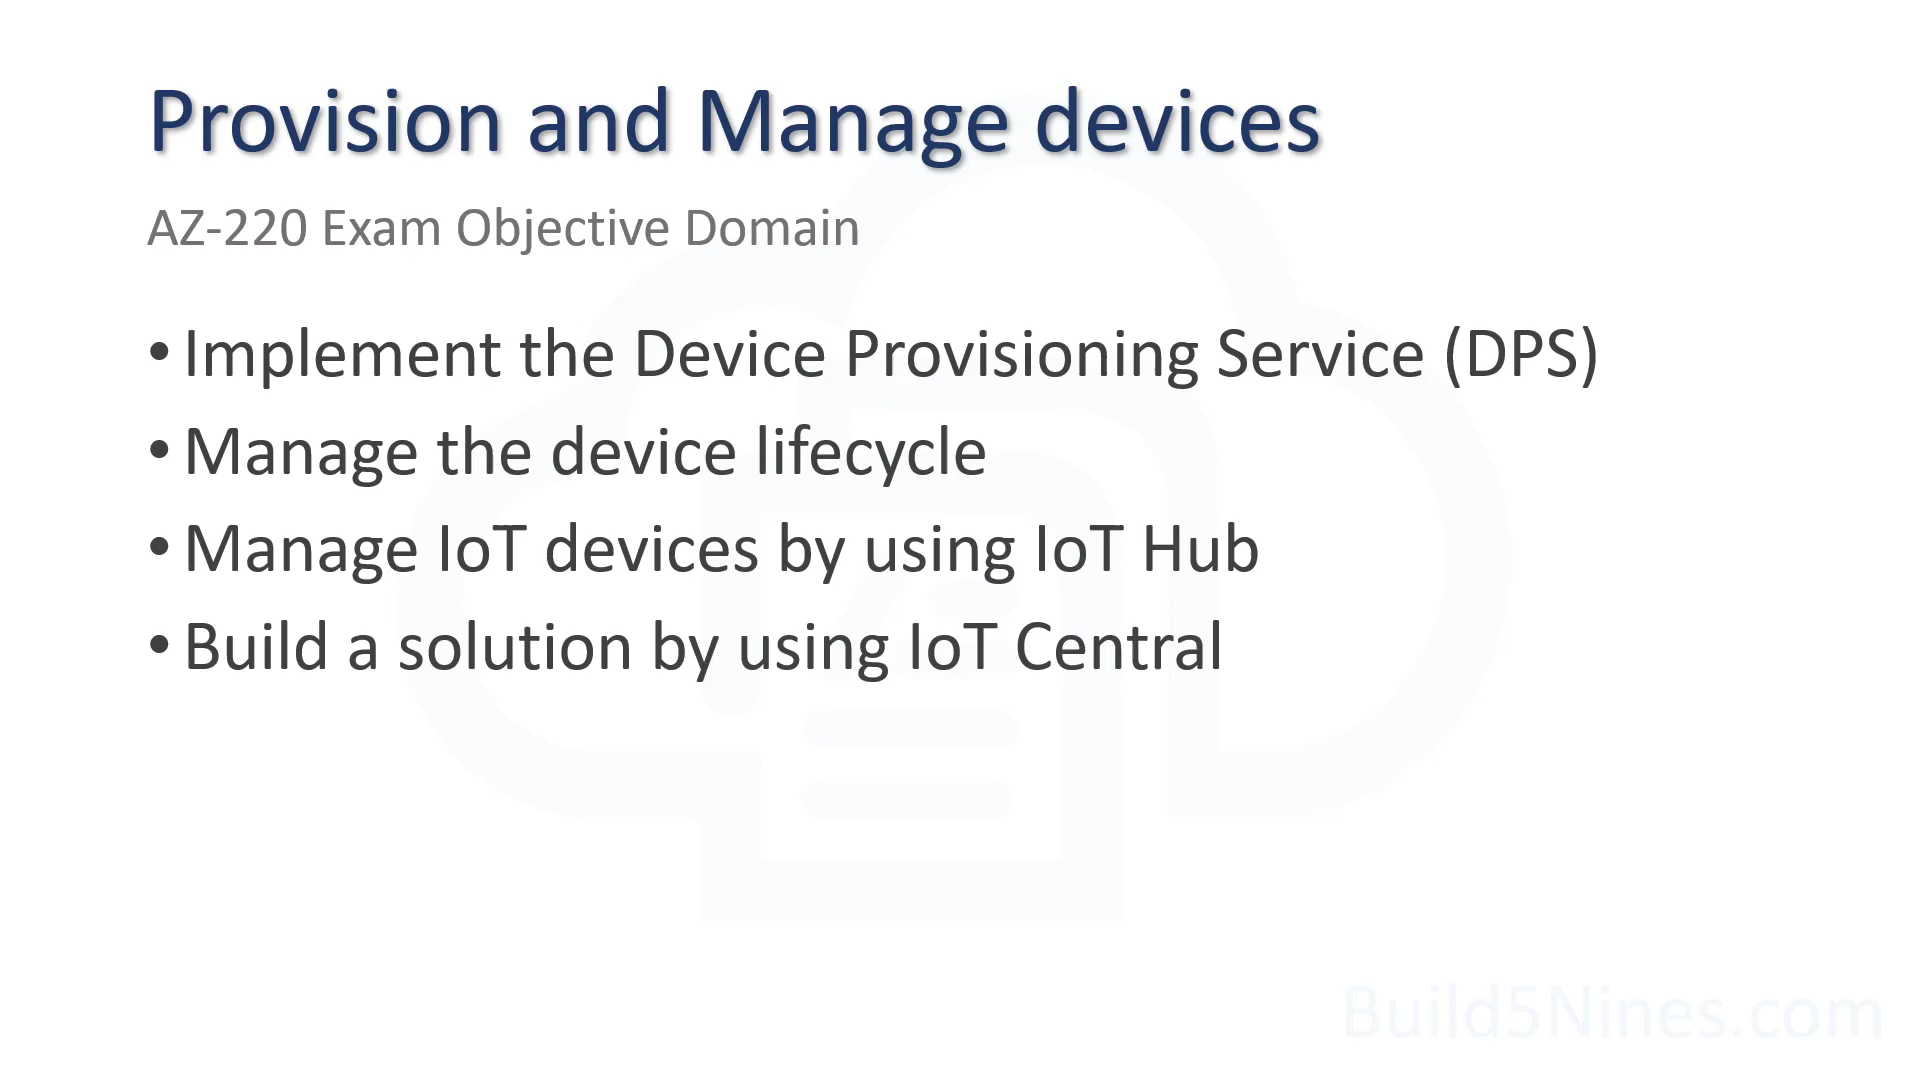 Provision and Manage devices
AZ-220 Exam Objective Domain
• Implement the Device Provisioning Service (DPS)
• Manage the device lifecycle
• Manage IoT devices by using IoT Hub
• Build a solution by using IoT Central
Build5Nines.com